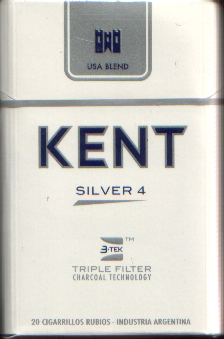 USA BLEND
KENT
SILVER 4
3-TEK™
TRIPLE FILTER
CHARCOAL TECHNOLOGY
20 CIGARRILLOS RUBIOS - INDUSTRIA ARGENTINA